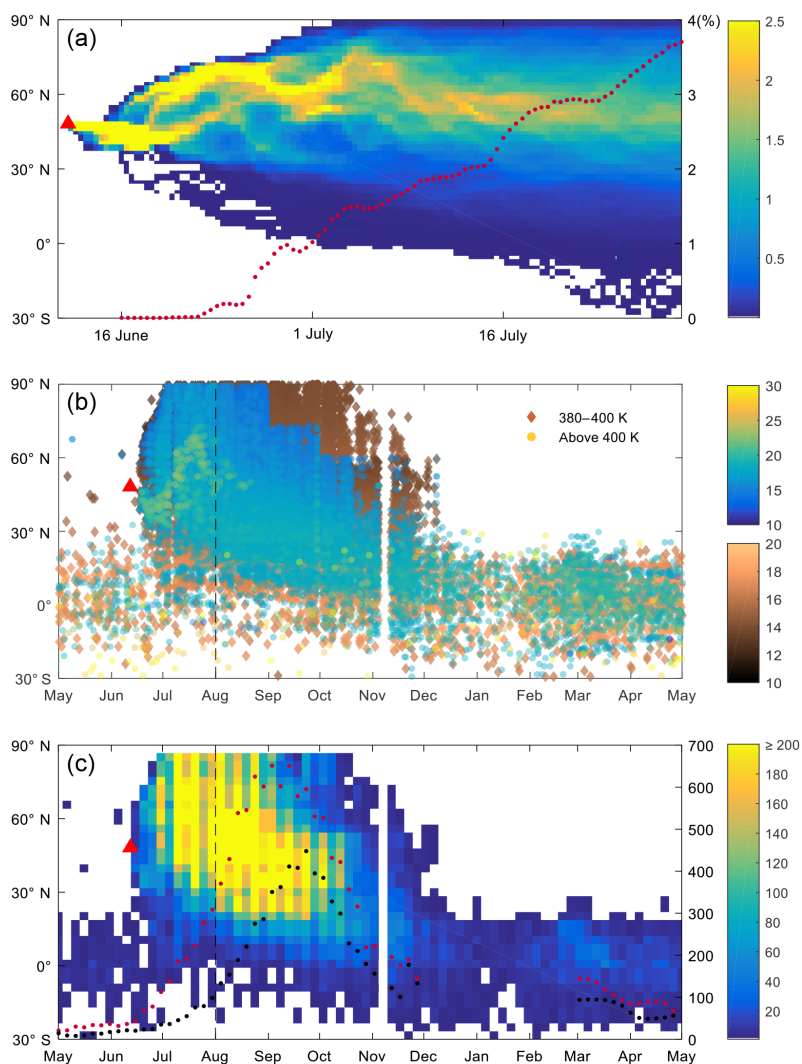 90° N
(a)
4(%)
2.5
60° N
3
2
30° N
2
1.5
0°
1
1
0.5
30° S
0
16 June
1 July
16 July
90° N
(b)
380–400 K
Above 400 K
30
60° N
25
20
30° N
15
10
0°
20
18
16
14
12
30° S
10
May
Jun
Jul
Aug
Sep
Oct
Nov
Dec
Jan
Feb
Mar
Apr
May
90° N
(c)
700
≥ 200
600
180
60° N
160
500
140
400
120
30° N
300
100
80
0°
200
60
100
40
20
30° S
0
May
Jun
Jul
Aug
Sep
Oct
Nov
Dec
Jan
Feb
Mar
Apr
May